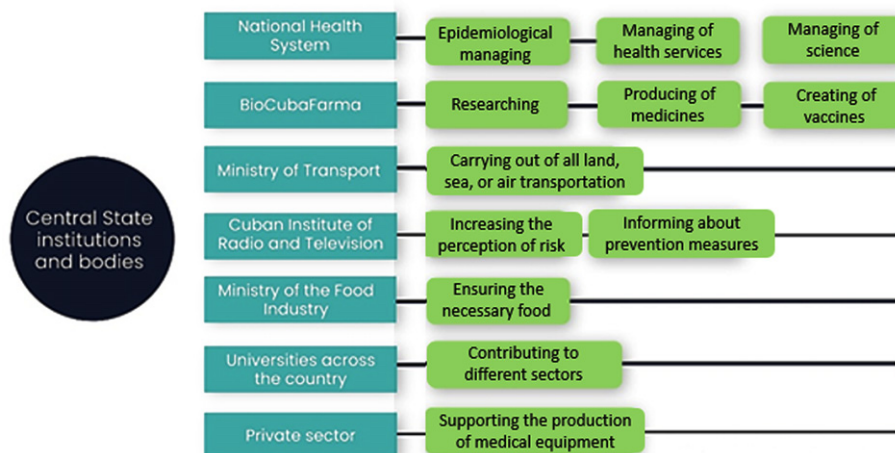 National Health
System
Epidemiological
managing
Managing of
health services
Managing of
science
BioCubaFarma
Researching
Producing of
medicines
Creating of
vaccines
Central State
institutions
and bodies
Ministry of Transport
Carrying out of all land,
sea, or air transportation
Cuban Institute of
Radio and Television
Increasing the
perception of risk
Informing about
prevention measures
Ministry of the Food
Industry
Ensuring the
necessary food
Universities across
the country
Contributing to
different sectors
Private sector
Supporting the production
of medical equipment